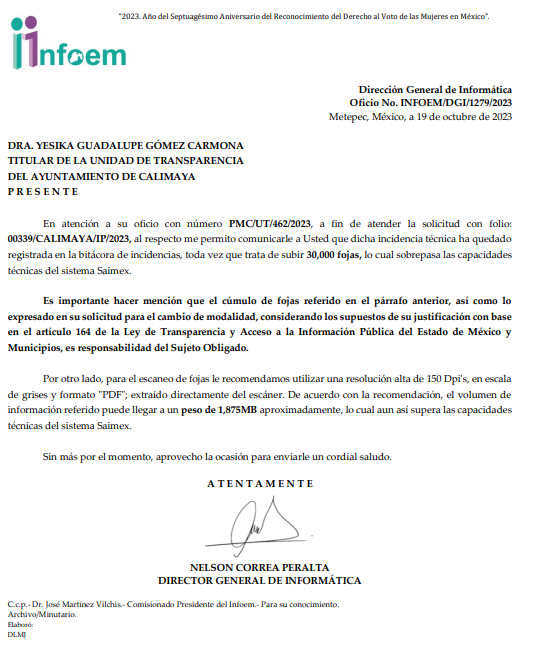 "2023. Año del Septuagésimo Aniversario del Reconocimiento del Derecho al Voto de las Mujeres en México".
infoem
Dirección General de Informática
Oficio No. INFOEM/DGI/1279/2023
Metepec, México, a 19 de octubre de 2023
DRA. YESIKA GUADALUPE GÓMEZ CARMONA
TITULAR DE LA UNIDAD DE TRANSPARENCIA
DEL AYUNTAMIENTO DE CALIMAYA
P R E S E N T E
En atención a su oficio con número PMC/UT/462/2023, a fin de atender la solicitud con folio:
00339/CALIMAYA/IP/2023, al respecto me permito comunicarle a Usted que dicha incidencia técnica ha quedado
registrada en la bitácora de incidencias, toda vez que trata de subir 30,000 fojas, lo cual sobrepasa las capacidades
técnicas del sistema Saimex.
Es importante hacer mención que el cúmulo de fojas referido en el párrafo anterior, así como lo
expresado en su solicitud para el cambio de modalidad, considerando los supuestos de su justificación con base
en el artículo 164 de la Ley de Transparencia y Acceso a la Información Pública del Estado de México y
Municipios, es responsabilidad del Sujeto Obligado.
Por otro lado, para el escaneo de fojas le recomendamos utilizar una resolución alta de 150 Dpi's, en escala
de grises y formato "PDF"; extraído directamente del escáner. De acuerdo con la recomendación, el volumen de
información referido puede llegar a un peso de 1,875MB aproximadamente, lo cual aun así supera las capacidades
técnicas del sistema Saimex.
Sin más por el momento, aprovecho la ocasión para enviarle un cordial saludo.
A T E N T A M E N T E
NELSON CORREA PERALTA
DIRECTOR GENERAL DE INFORMÁTICA
C.c.p.- Dr. José Martínez Vilchis.- Comisionado Presidente del Infoem.- Para su conocimiento.
Archivo/Minutario.
Elaboró:
DLMJ